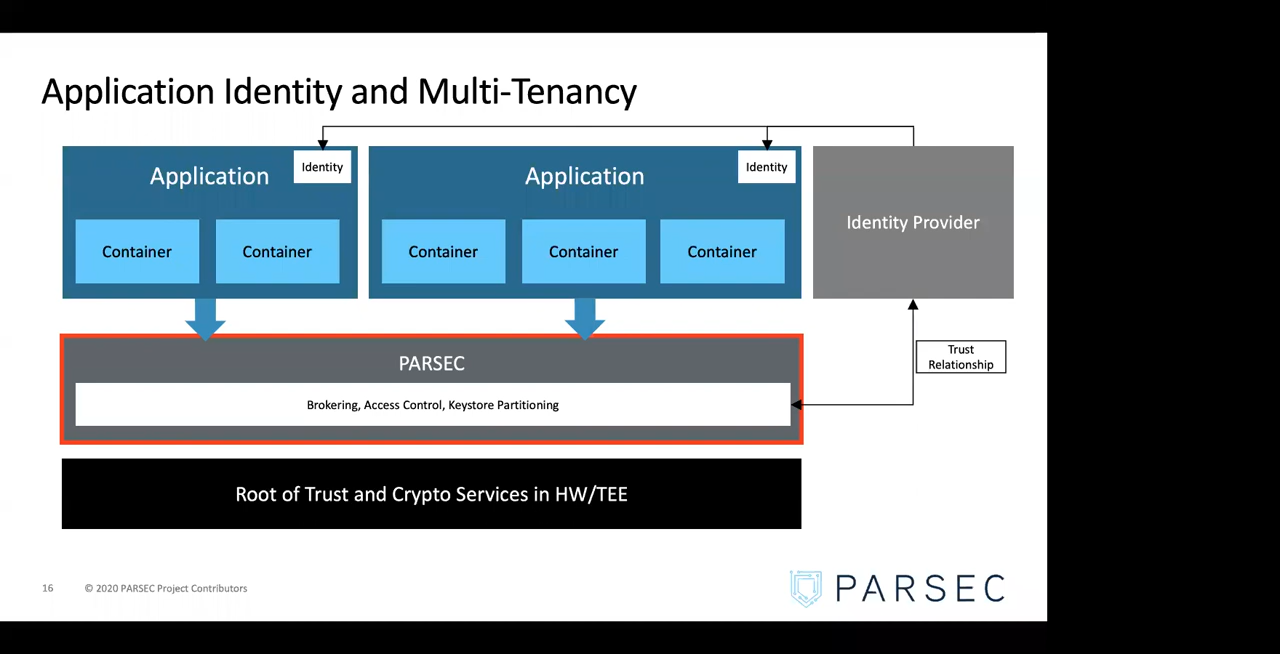 Application Identity and Multi-Tenancy
Application
Identity
Application
Identity
Identity Provider
Container
Container
Container
Container
Container
Trust
Relationship
PARSEC
Brokering, Access Control, Keystore Partitioning
Root of Trust and Crypto Services in HW/TEE
16
© 2020 PARSEC Project Contributors
PARSEC